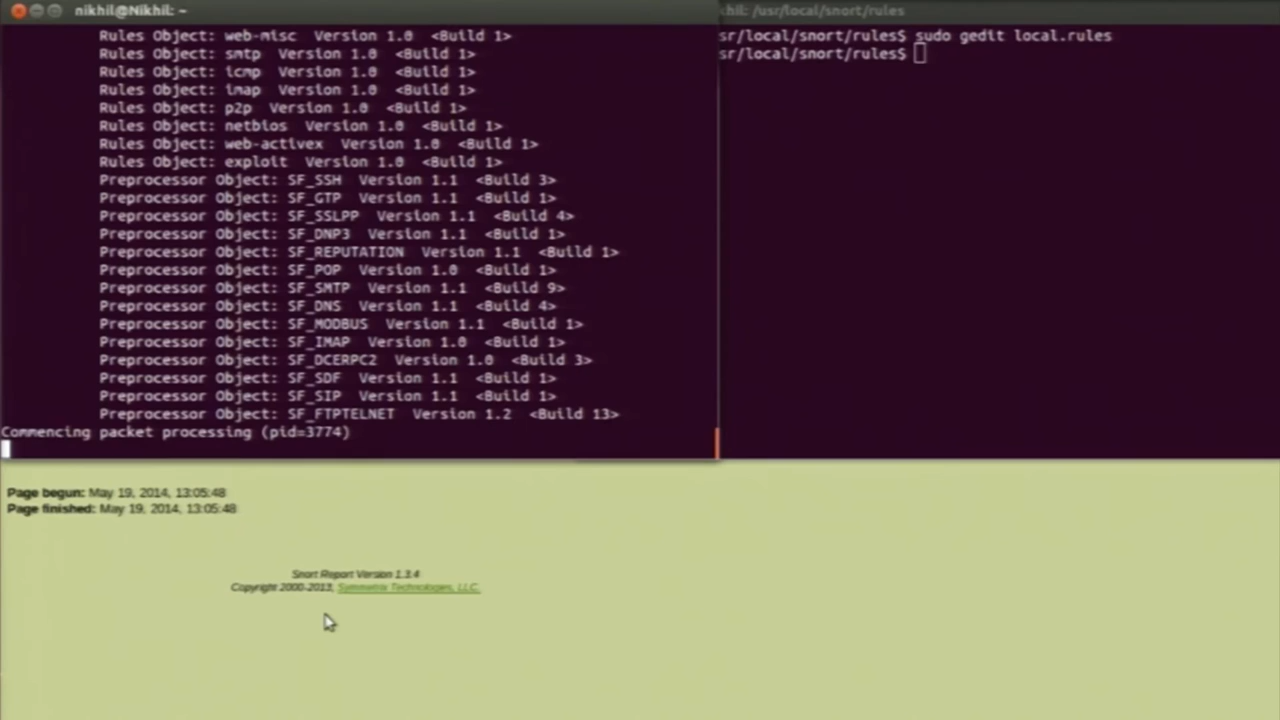 nikhil@Nikhil: ~
Rules Object: web-misc Version 1.0 <Build 1>
Rules Object: smtp Version 1.0 <Build 1>
Rules Object: icmp Version 1.0 <Build 1>
Rules Object: imap Version 1.0 <Build 1>
Rules Object: p2p Version 1.0 <Build 1>
Rules Object: netbios Version 1.0 <Build 1>
Rules Object: web-activex Version 1.0 <Build 1>
Rules Object: exploit Version 1.0 <Build 1>
Preprocessor Object: SF_SSH Version 1.1 <Build 3>
Preprocessor Object: SF_GTP Version 1.1 <Build 1>
Preprocessor Object: SF_SSLPP Version 1.1 <Build 4>
Preprocessor Object: SF_DNP3 Version 1.1 <Build 1>
Preprocessor Object: SF_REPUTATION Version 1.1 <Build 1>
Preprocessor Object: SF_POP Version 1.0 <Build 1>
Preprocessor Object: SF_SMTP Version 1.1 <Build 9>
Preprocessor Object: SF_DNS Version 1.1 <Build 4>
Preprocessor Object: SF_MODBUS Version 1.1 <Build 1>
Preprocessor Object: SF_IMAP Version 1.0 <Build 1>
Preprocessor Object: SF_DCERPC2 Version 1.0 <Build 3>
Preprocessor Object: SF_SDF Version 1.1 <Build 1>
Preprocessor Object: SF_SIP Version 1.1 <Build 1>
Preprocessor Object: SF_FTPTELNET Version 1.2 <Build 13>
Commencing packet processing (pid=3774)
khil: /usr/local/snort/rules
sr/local/snort/rules$ sudo gedit local.rules
sr/local/snort/rules$
Page begun: May 19, 2014, 13:05:48
Page finished: May 19, 2014, 13:05:48
Snort Report Version 1.3.4
Copyright 2000-2013, Symmetrix Technologies, LLC.